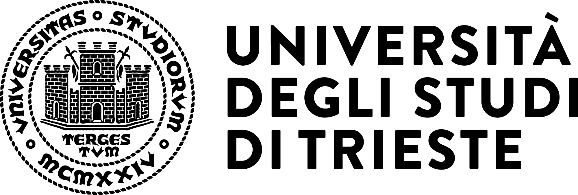 VNIVERSITAS • STVDIORVM
TERGES
TVM
• MCMXXIV •
UNIVERSITÀ
DEGLI STUDI
DI TRIESTE